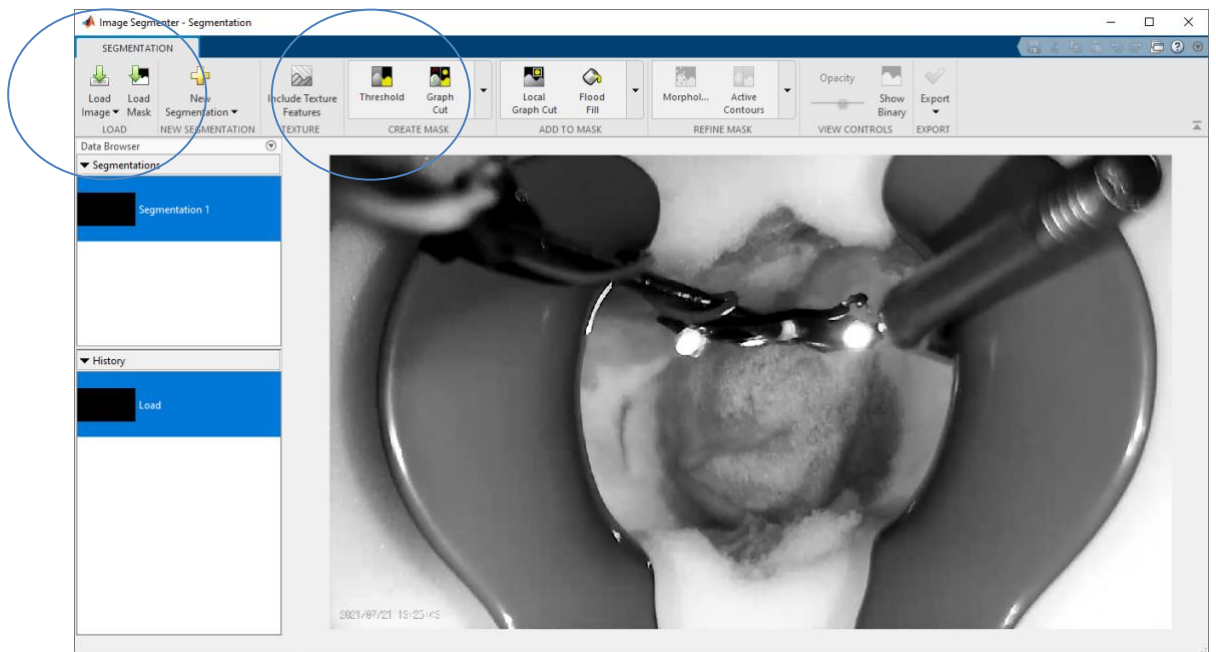 Image Segmenter - Segmentation
SEGMENTATION
Load Image
Load Mask
New Segmentation
Include Texture Features
Threshold
Graph Cut
Local Graph Cut
Flood Fill
Morphol...
Active Contours
Opacity
Show Binary
Export
LOAD
NEW SEGMENTATION
TEXTURE
CREATE MASK
ADD TO MASK
REFINE MASK
VIEW CONTROLS
EXPORT
Data Browser
Segmentations
Segmentation 1
History
Load